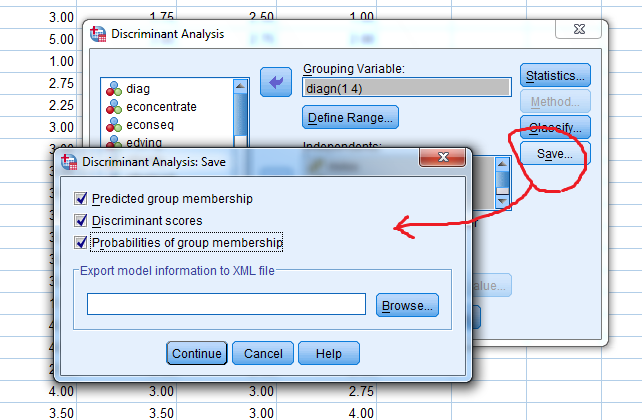 3.00 1.75 2.50 1.00
5.00
Discriminant Analysis
1.00
2.75
2.25
3.00
3.00
diag
econcentrate
econseq
edying
Grouping Variable:
diagn(1 4)
Define Range...
Independents:
Statistics...
Method...
Classify...
Save...
Discriminant Analysis: Save
Predicted group membership
Discriminant scores
Probabilities of group membership
Export model information to XML file
Browse...
Continue
Cancel
Help
4.00 3.00 3.00 2.75
3.50 3.50 3.00 4.00